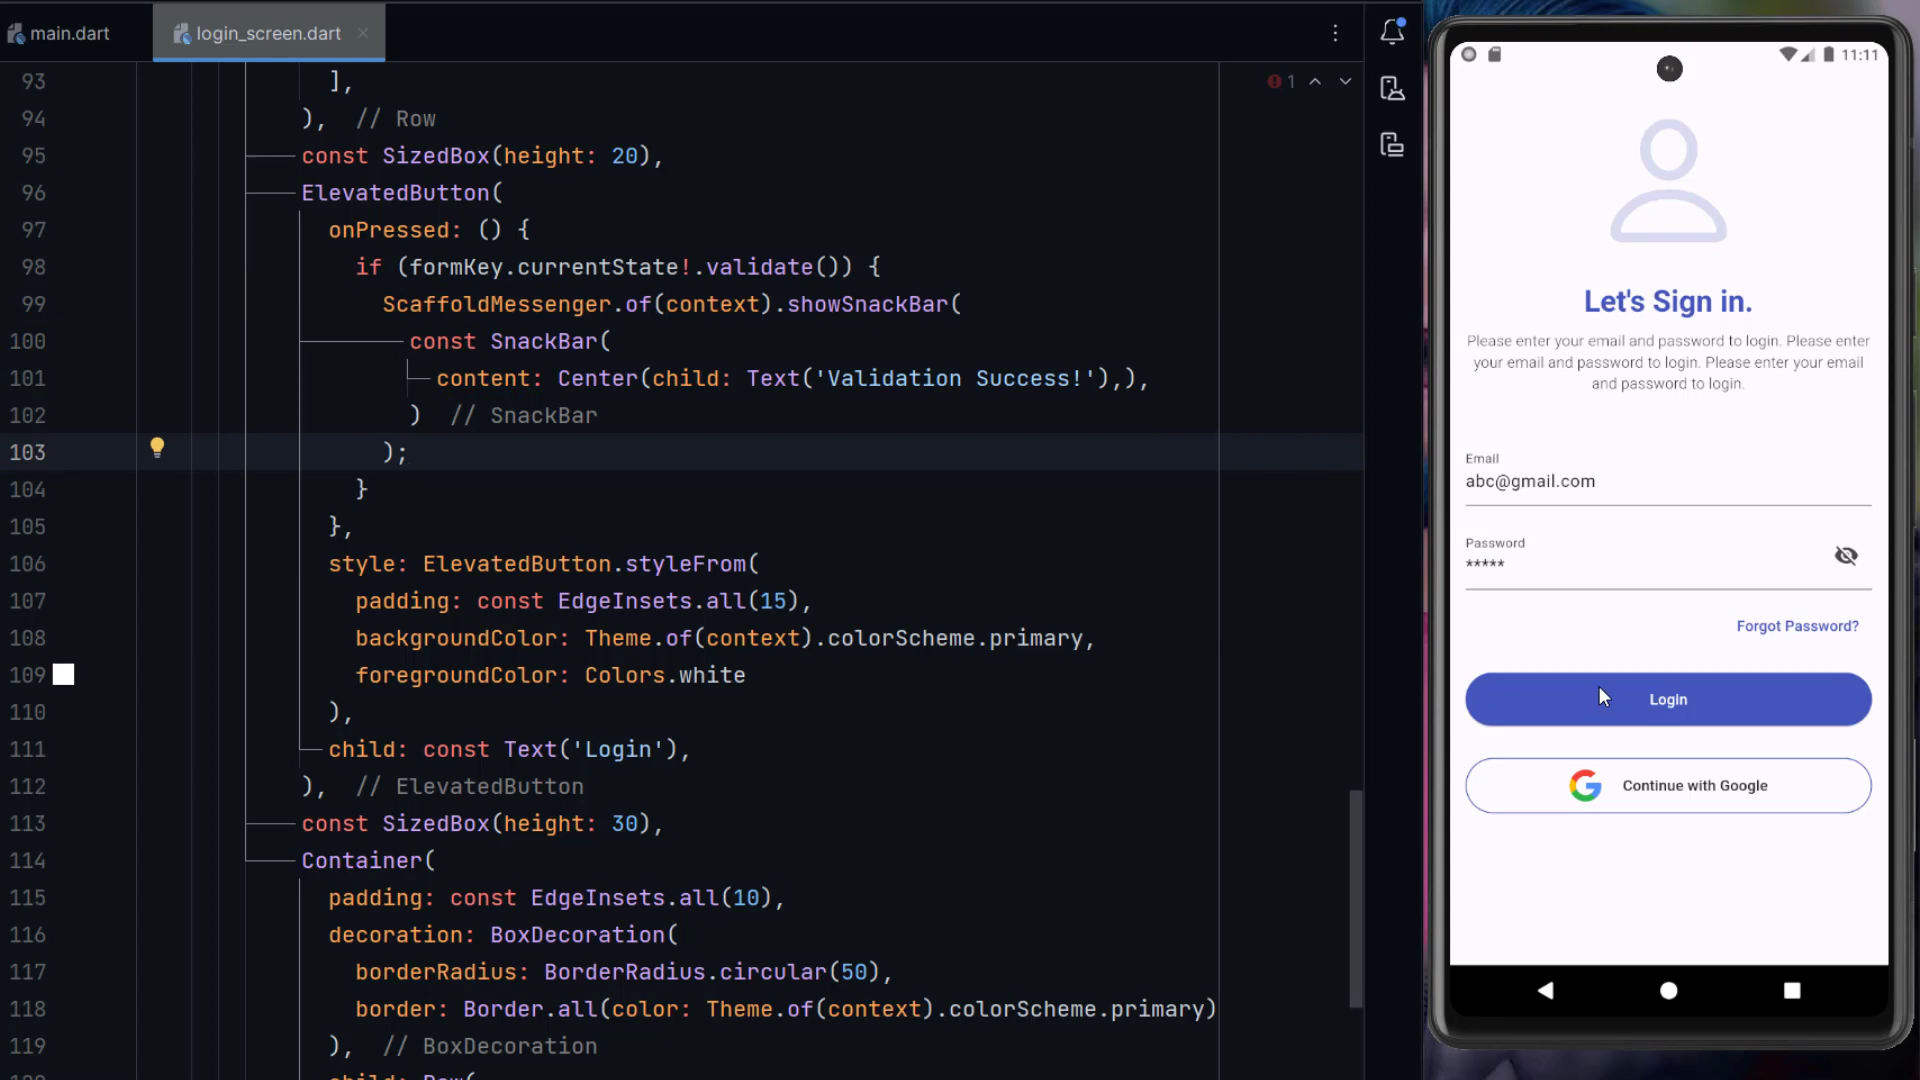 main.dart
login_screen.dart
1
93 ],
94 ), // Row
95 const SizedBox(height: 20),
96 ElevatedButton(
97 onPressed: () {
98 if (formKey.currentState!.validate()) {
99 ScaffoldMessenger.of(context).showSnackBar(
100 const SnackBar(
101 content: Center(child: Text('Validation Success!'),),
102 ) // SnackBar
103 );
104 }
105 },
106 style: ElevatedButton.styleFrom(
107 padding: const EdgeInsets.all(15),
108 backgroundColor: Theme.of(context).colorScheme.primary,
109 foregroundColor: Colors.white
110 ),
111 child: const Text('Login'),
112 ), // ElevatedButton
113 const SizedBox(height: 30),
114 Container(
115 padding: const EdgeInsets.all(10),
116 decoration: BoxDecoration(
117 borderRadius: BorderRadius.circular(50),
118 border: Border.all(color: Theme.of(context).colorScheme.primary)
119 ), // BoxDecoration
11:11
Let's Sign in.
Please enter your email and password to login. Please enter
your email and password to login. Please enter your email
and password to login.
Email
abc@gmail.com
Password
*****
Forgot Password?
Login
G Continue with Google